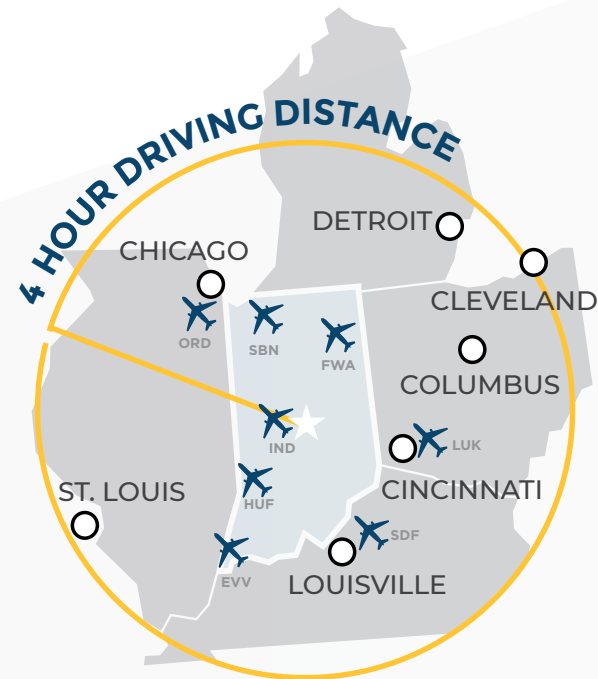 4 HOUR DRIVING DISTANCE
DETROIT
CHICAGO
CLEVELAND
ORD
SBN
FWA
COLUMBUS
IND
LUK
CINCINNATI
ST. LOUIS
HUF
SDF
EVV
LOUISVILLE